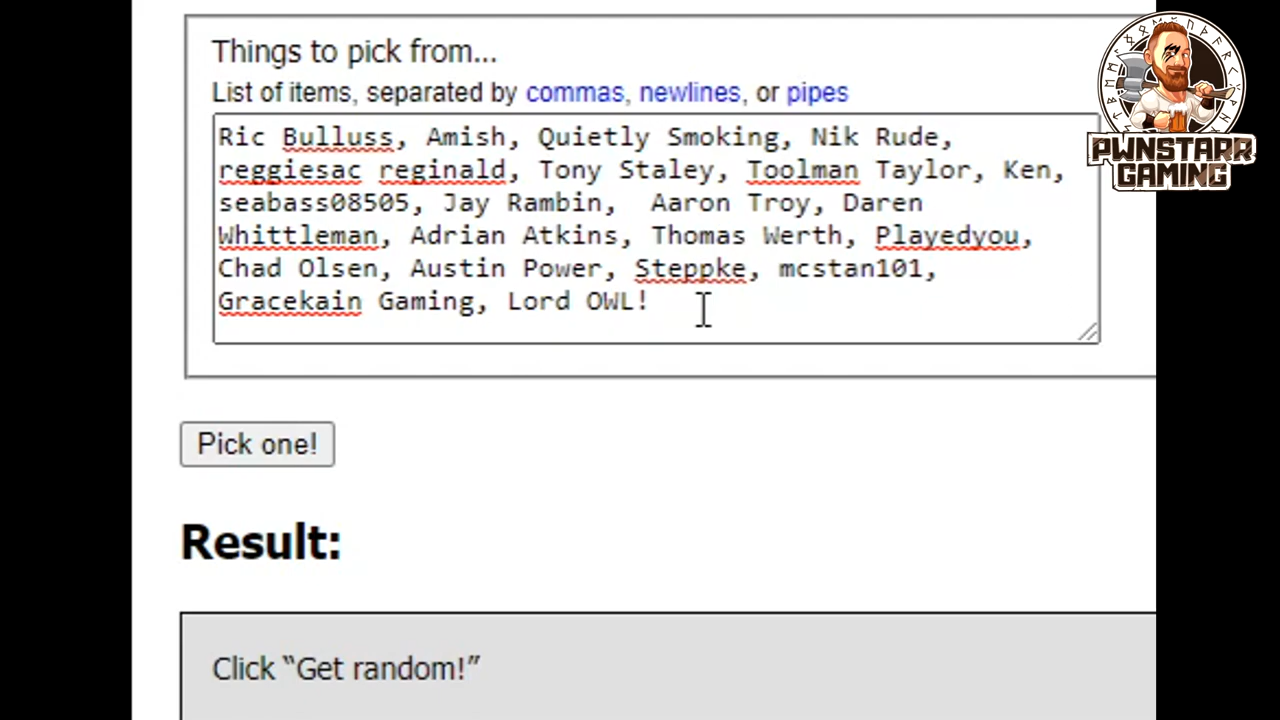 Things to pick from...
List of items, separated by commas, newlines, or pipes
Ric Bulluss, Amish, Quietly Smoking, Nik Rude,
reggiesac reginald, Tony Staley, Toolman Taylor, Ken,
seabass08505, Jay Rambin,  Aaron Troy, Daren
Whittleman, Adrian Atkins, Thomas Werth, Playedyou,
Chad Olsen, Austin Power, Steppke, mcstan101,
Gracekain Gaming, Lord OWL!
Pick one!
Result:
Click “Get random!”
PWNSTARR
GAMING